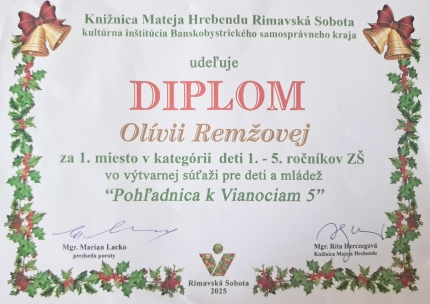 Knižnica Mateja Hrebendu Rimavská Sobota
kultúrna inštitúcia Banskobystrického samosprávneho kraja
udeľuje
DIPLOM
Olívii Remžovej
za 1. miesto v kategórii deti 1. - 5. ročníkov ZŠ
vo výtvarnej súťaži pre deti a mládež
"Pohľadnica k Vianociam 5"
Mgr. Marian Lacko
predseda poroty
Mgr. Rita Herczegová
Knižnica Mateja Hrebendu
Rimavská Sobota
2025